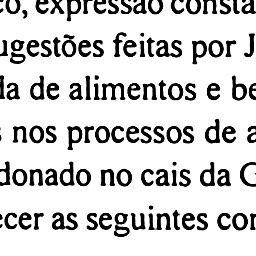 co, expressão consta
ugestões feitas por J
da de alimentos e be
s nos processos de a
donado no cais da G
ecer as seguintes con